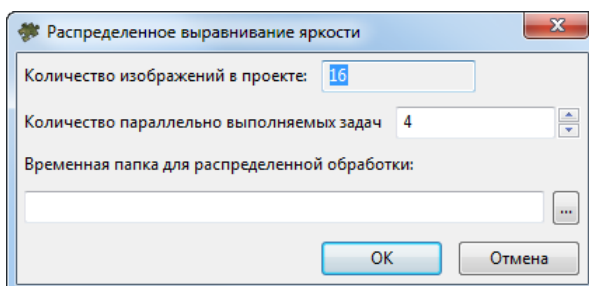 Распределенное выравнивание яркости
Количество изображений в проекте: 16
Количество параллельно выполняемых задач 4
Временная папка для распределенной обработки:
...
OK Отмена